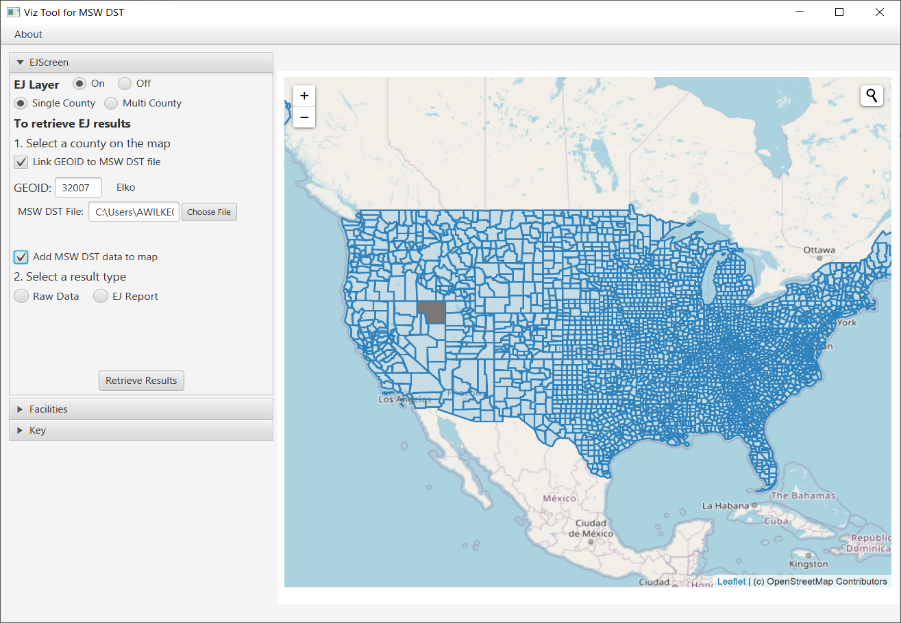 Viz Tool for MSW DST
About
EJScreen
EJ Layer On Off
Single County Multi County
To retrieve EJ results
1. Select a county on the map
Link GEOID to MSW DST file
GEOID: 32007 Elko
MSW DST File: C:\Users\AWILKE( Choose File
Add MSW DST data to map
2. Select a result type
Raw Data EJ Report
Retrieve Results
Facilities
Key
+
−
Ottawa
York
Los Angeles
México
Ciudad
de México
La Habana
The Bahamas
Cuba
Kingston
Repúblic
Dominica
Ciudad
Hond
Leaflet | (c) OpenStreetMap Contributors